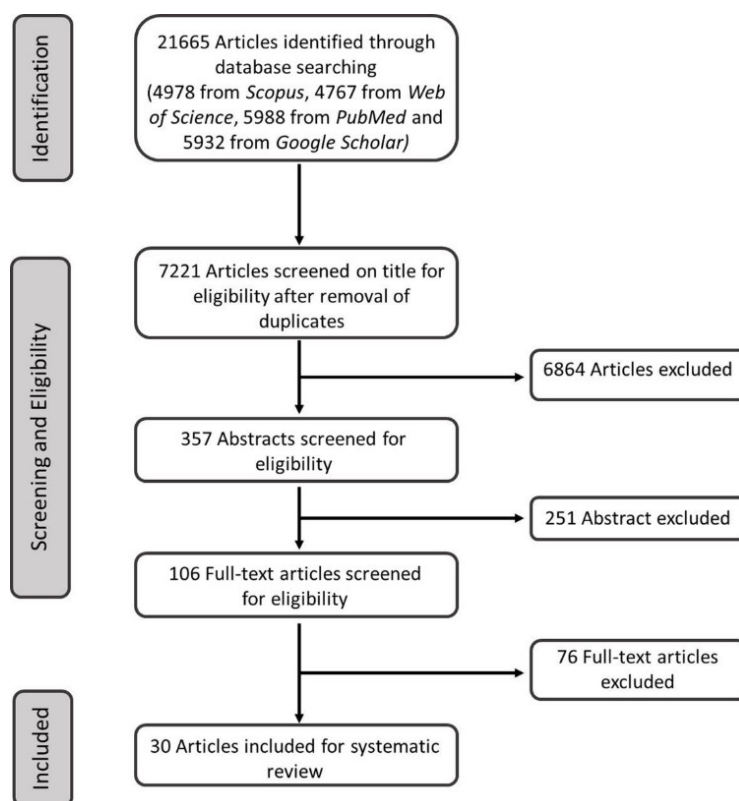 Identification
21665 Articles identified through
database searching
(4978 from Scopus, 4767 from Web
of Science, 5988 from PubMed and
5932 from Google Scholar)
Screening and Eligibility
7221 Articles screened on title for
eligibility after removal of
duplicates
6864 Articles excluded
357 Abstracts screened for
eligibility
251 Abstract excluded
106 Full-text articles screened
for eligibility
76 Full-text articles
excluded
Included
30 Articles included for systematic
review